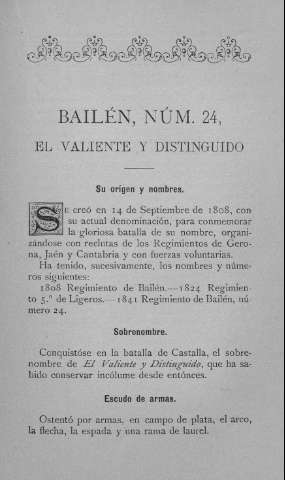 BAILÉN, NÚM. 24,
EL VALIENTE Y DISTINGUIDO
Su origen y nombres.
SE creó en 14 de Septiembre de 1808, con
su actual denominación, para conmemorar
la gloriosa batalla de su nombre, organi-
zándose con reclutas de los Regimientos de Gero-
na, Jaén y Cantabria y con fuerzas voluntarias.
Ha tenido, sucesivamente, los nombres y núme-
ros siguientes:
1808 Regimiento de Bailén.—1824 Regimien-
to 5.º de Ligeros.—1841 Regimiento de Bailén, nú
mero 24.
Sobronombre.
Conquistóse en la batalla de Castalla, el sobre-
nombre de El Valiente y Distinguido, que ha sa-
bido conservar incólume desde entónces.
Escudo de armas.
Ostentó por armas, en campo de plata, el arco,
la flecha, la espada y una rama de laurel.